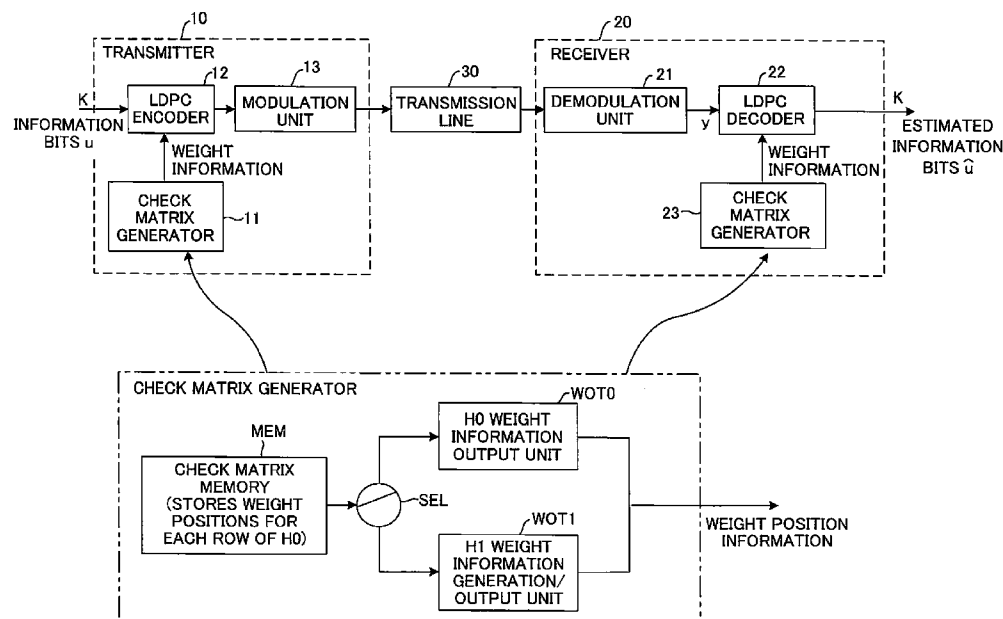 10
TRANSMITTER
12
13
K
INFORMATION
BITS u
LDPC
ENCODER
MODULATION
UNIT
WEIGHT
INFORMATION
CHECK
MATRIX
GENERATOR
11
30
TRANSMISSION
LINE
20
RECEIVER
21
22
DEMODULATION
UNIT
y
LDPC
DECODER
K
ESTIMATED
INFORMATION
BITS û
WEIGHT
INFORMATION
23
CHECK
MATRIX
GENERATOR
CHECK MATRIX GENERATOR
MEM
CHECK MATRIX
MEMORY
(STORES WEIGHT
POSITIONS FOR
EACH ROW OF H0)
SEL
WOT0
H0 WEIGHT
INFORMATION
OUTPUT UNIT
WOT1
H1 WEIGHT
INFORMATION
GENERATION/
OUTPUT UNIT
WEIGHT POSITION
INFORMATION